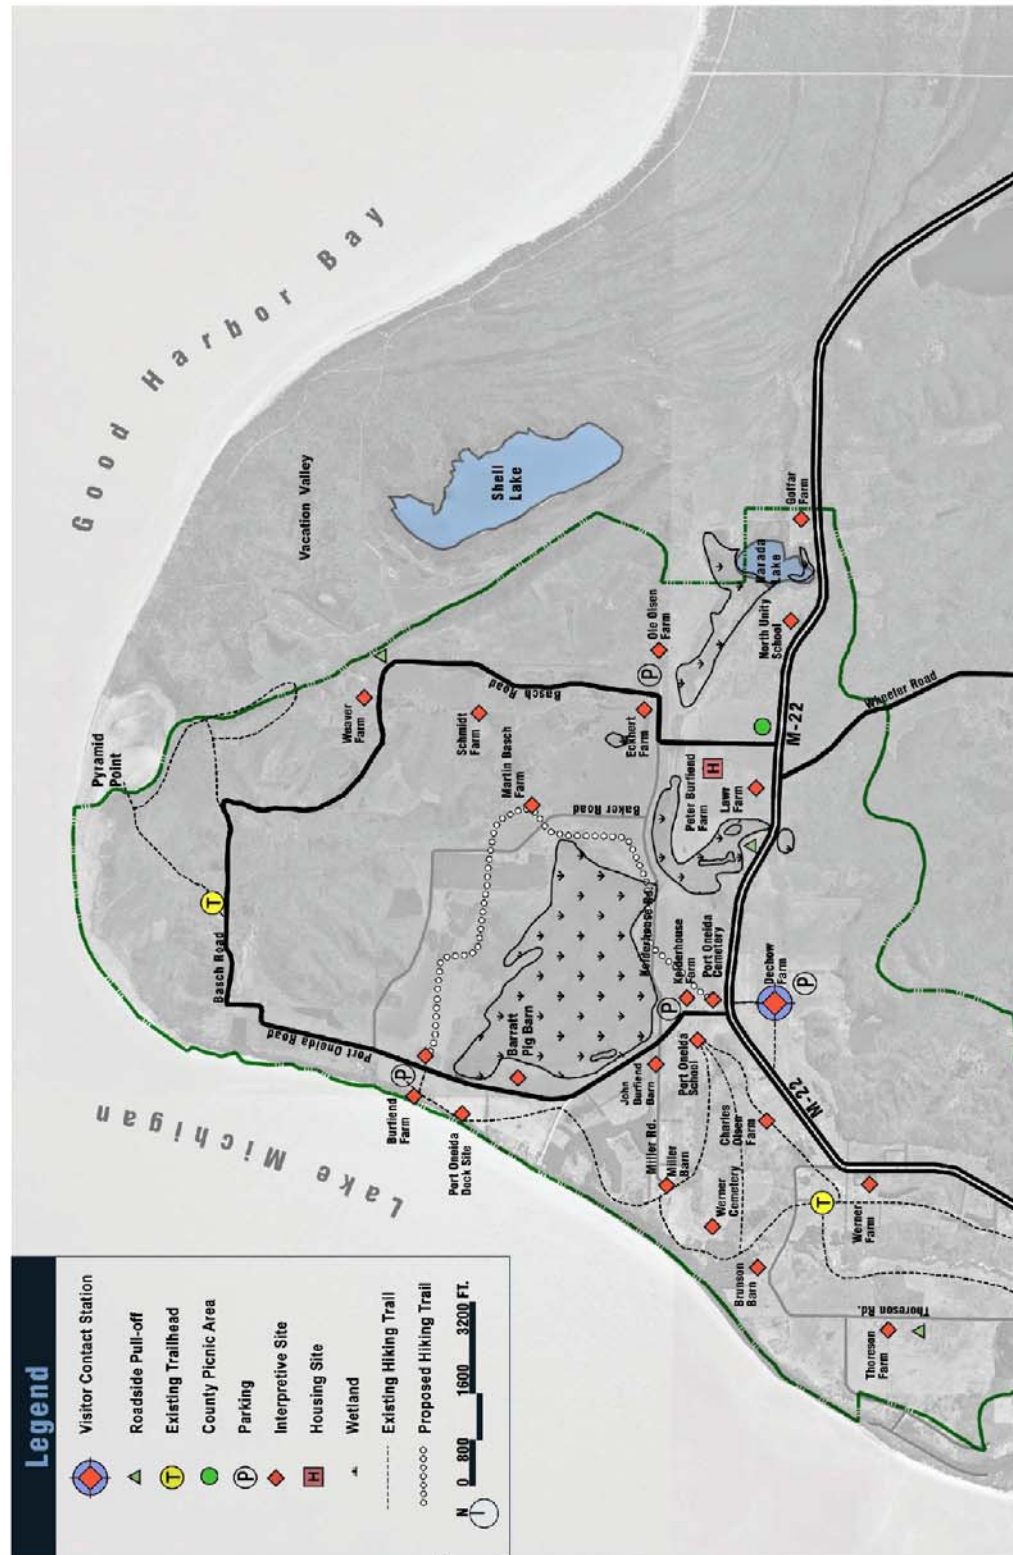 Legend
Visitor Contact Station
Roadside Pull-off
Existing Trailhead
County Picnic Area
Parking
Interpretive Site
Housing Site
Wetland
Existing Hiking Trail
Proposed Hiking Trail
N
0 800 1600 3200 FT.
T
P
H
Lake Michigan
Good Harbor Bay
Pyramid
Point
Vacation Valley
Shell
Lake
T
Basch Road
Port Oneida Road
Weaver
Farm
Schmidt
Farm
Basch
Road
Martin Basch
Farm
Baker Road
P
Burfiend
Farm
Port Oneida
Dock Site
Barratt
Pig Barn
Kelderhouse Rd.
Eckhert
Farm
P
Ole Olsen
Farm
Narada
Lake
Goffar
Farm
North Unity
School
H
Peter Burfiend
Farm
Lawr
Farm
M-22
Wheeler Road
P
Kelderhouse
Farm
Port Oneida
Cemetery
John
Burfiend
Barn
Port Oneida
School
Dechow
Farm
P
M-22
Miller Rd.
Miller
Barn
Charles
Olsen
Farm
Werner
Cemetery
Brunson
Barn
T
Werner
Farm
Thoreson Rd.
Thoreson
Farm